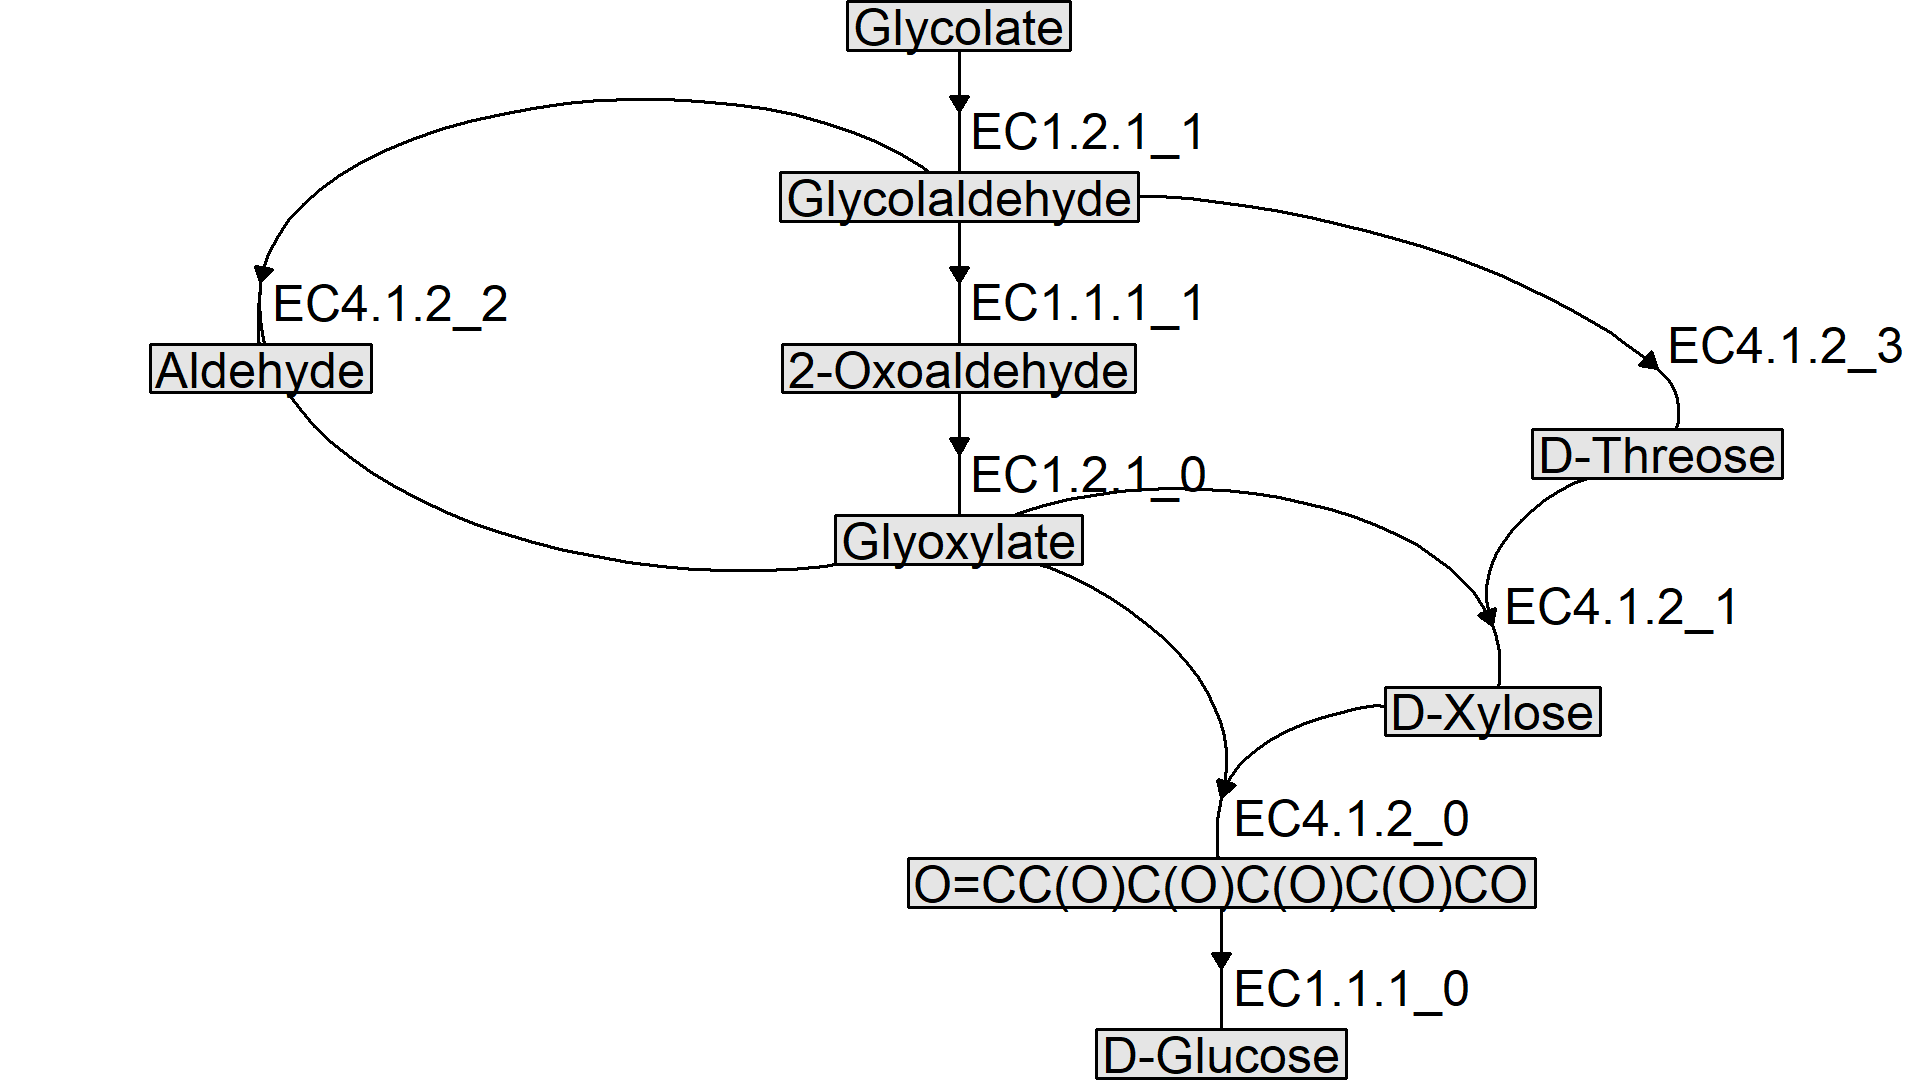 Glycolate
EC1.2.1_1
Glycolaldehyde
EC4.1.2_2
EC1.1.1_1
EC4.1.2_3
Aldehyde
2-Oxoaldehyde
D-Threose
EC1.2.1_0
Glyoxylate
EC4.1.2_1
D-Xylose
EC4.1.2_0
O=CC(O)C(O)C(O)C(O)CO
EC1.1.1_0
D-Glucose